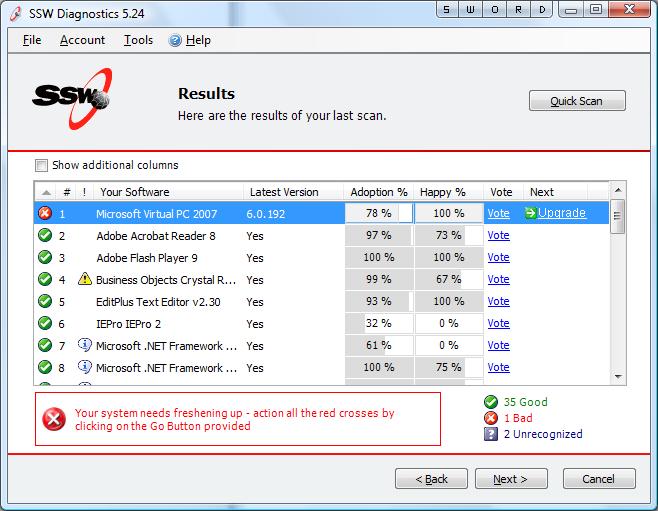 SSW Diagnostics 5.24
S W O R D
File Account Tools Help
SSW
Results
Here are the results of your last scan.
Quick Scan
Show additional columns
# ! Your Software Latest Version Adoption % Happy % Vote Next
1 Microsoft Virtual PC 2007 6.0.192 78 % 100 % Vote Upgrade
2 Adobe Acrobat Reader 8 Yes 97 % 73 % Vote
3 Adobe Flash Player 9 Yes 100 % 100 % Vote
4 Business Objects Crystal R... Yes 99 % 67 % Vote
5 EditPlus Text Editor v2.30 Yes 93 % 100 % Vote
6 IEPro IEPro 2 Yes 32 % 0 % Vote
7 Microsoft .NET Framework ... Yes 61 % 0 % Vote
8 Microsoft .NET Framework ... Yes 100 % 75 % Vote
Your system needs freshening up - action all the red crosses by
clicking on the Go Button provided
35 Good
1 Bad
2 Unrecognized
< Back Next > Cancel